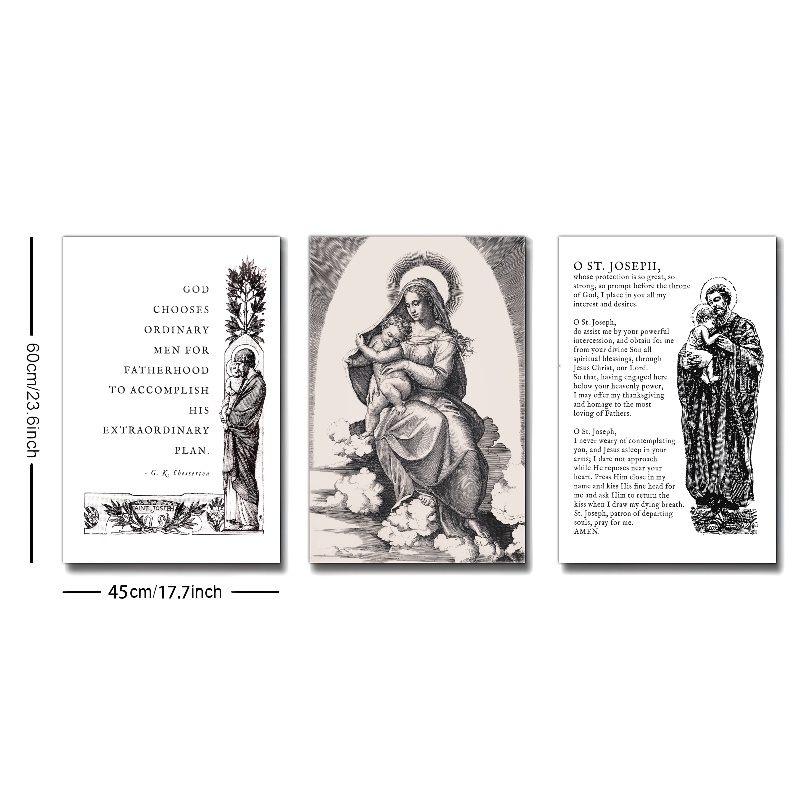 60cm/23.6inch
45cm/17.7inch
GOD
CHOOSES
ORDINARY
MEN FOR
FATHERHOOD
TO ACCOMPLISH
HIS
EXTRAORDINARY
PLAN.
- G. K. Chesterton
SAINT JOSEPH
O ST. JOSEPH,
whose protection is so great, so
strong, so prompt before the throne
of God, I place in you all my
interest and desires.
O St. Joseph,
do assist me by your powerful
intercession, and obtain for me
from your divine Son all
spiritual blessings, through
Jesus Christ, our Lord.
So that, having engaged here
below your heavenly power,
I may offer my thanksgiving
and homage to the most
loving of Fathers.
O St. Joseph,
I never weary of contemplating
you, and Jesus asleep in your
arms; I dare not approach
while He reposes near your
heart. Press Him close in my
name and kiss His fine head for
me and ask Him to return the
kiss when I draw my dying breath.
St. Joseph, patron of departing
souls, pray for me.
AMEN.